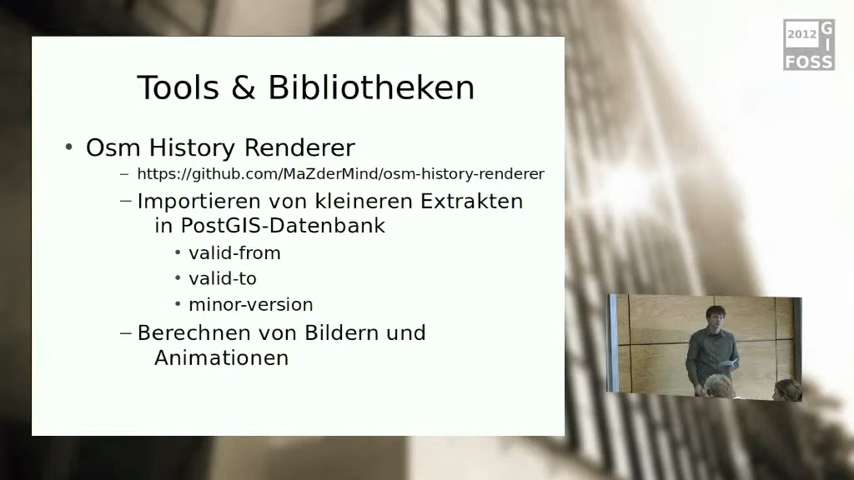 Tools & Bibliotheken
• Osm History Renderer
– https://github.com/MaZderMind/osm-history-renderer
– Importieren von kleineren Extrakten
in PostGIS-Datenbank
• valid-from
• valid-to
• minor-version
– Berechnen von Bildern und
Animationen
2012 GI
FOSS